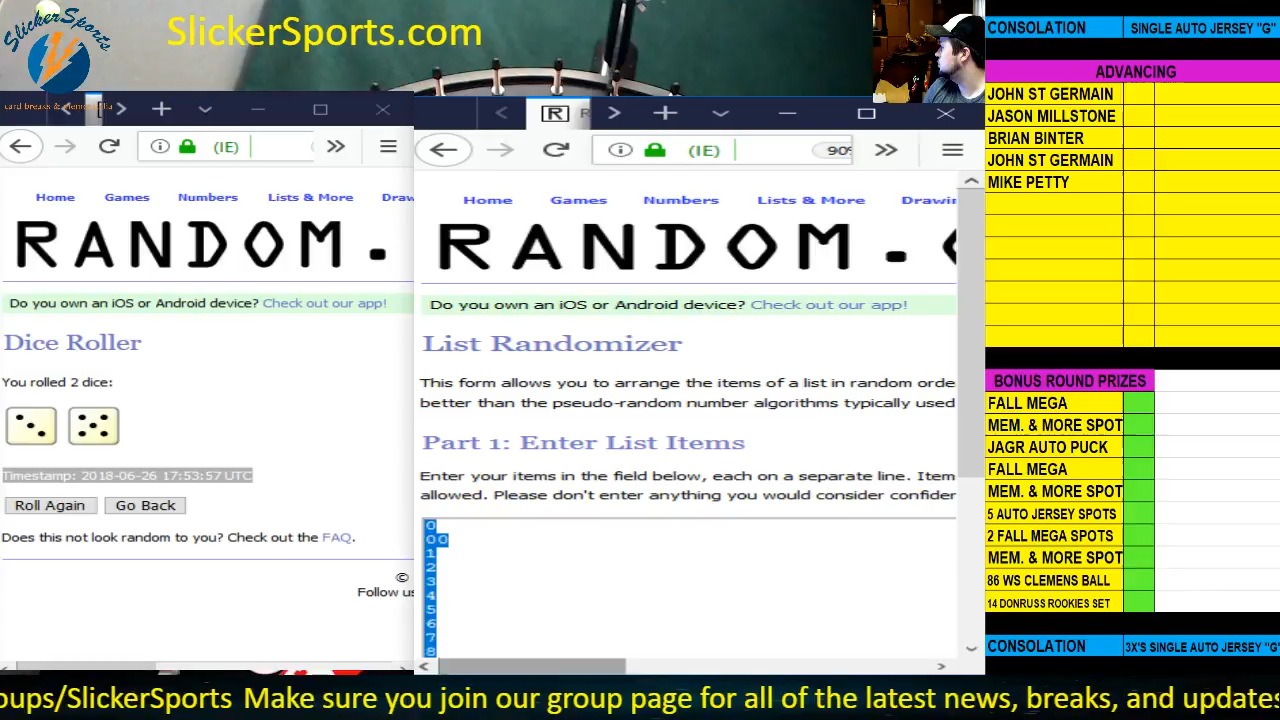 SlickerSports
card breaks & memorabilia
SlickerSports.com
(IE)
Home Games Numbers Lists & More Draw
RANDOM.
Do you own an iOS or Android device? Check out our app!
Dice Roller
You rolled 2 dice:
Timestamp: 2018-06-26 17:53:57 UTC
Roll Again Go Back
Does this not look random to you? Check out the FAQ.
©
Follow us
R
(IE) 90%
Home Games Numbers Lists & More Drawin
RANDOM.
Do you own an iOS or Android device? Check out our app!
List Randomizer
This form allows you to arrange the items of a list in random orde
better than the pseudo-random number algorithms typically used
Part 1: Enter List Items
Enter your items in the field below, each on a separate line. Item
allowed. Please don't enter anything you would consider confider
0
00
1
2
3
4
5
6
7
8
CONSOLATION SINGLE AUTO JERSEY "G"
ADVANCING
JOHN ST GERMAIN
JASON MILLSTONE
BRIAN BINTER
JOHN ST GERMAIN
MIKE PETTY
BONUS ROUND PRIZES
FALL MEGA
MEM. & MORE SPOT
JAGR AUTO PUCK
FALL MEGA
MEM. & MORE SPOT
5 AUTO JERSEY SPOTS
2 FALL MEGA SPOTS
MEM. & MORE SPOT
86 WS CLEMENS BALL
14 DONRUSS ROOKIES SET
CONSOLATION 3X'S SINGLE AUTO JERSEY "G"
oups/SlickerSports Make sure you join our group page for all of the latest news, breaks, and updates